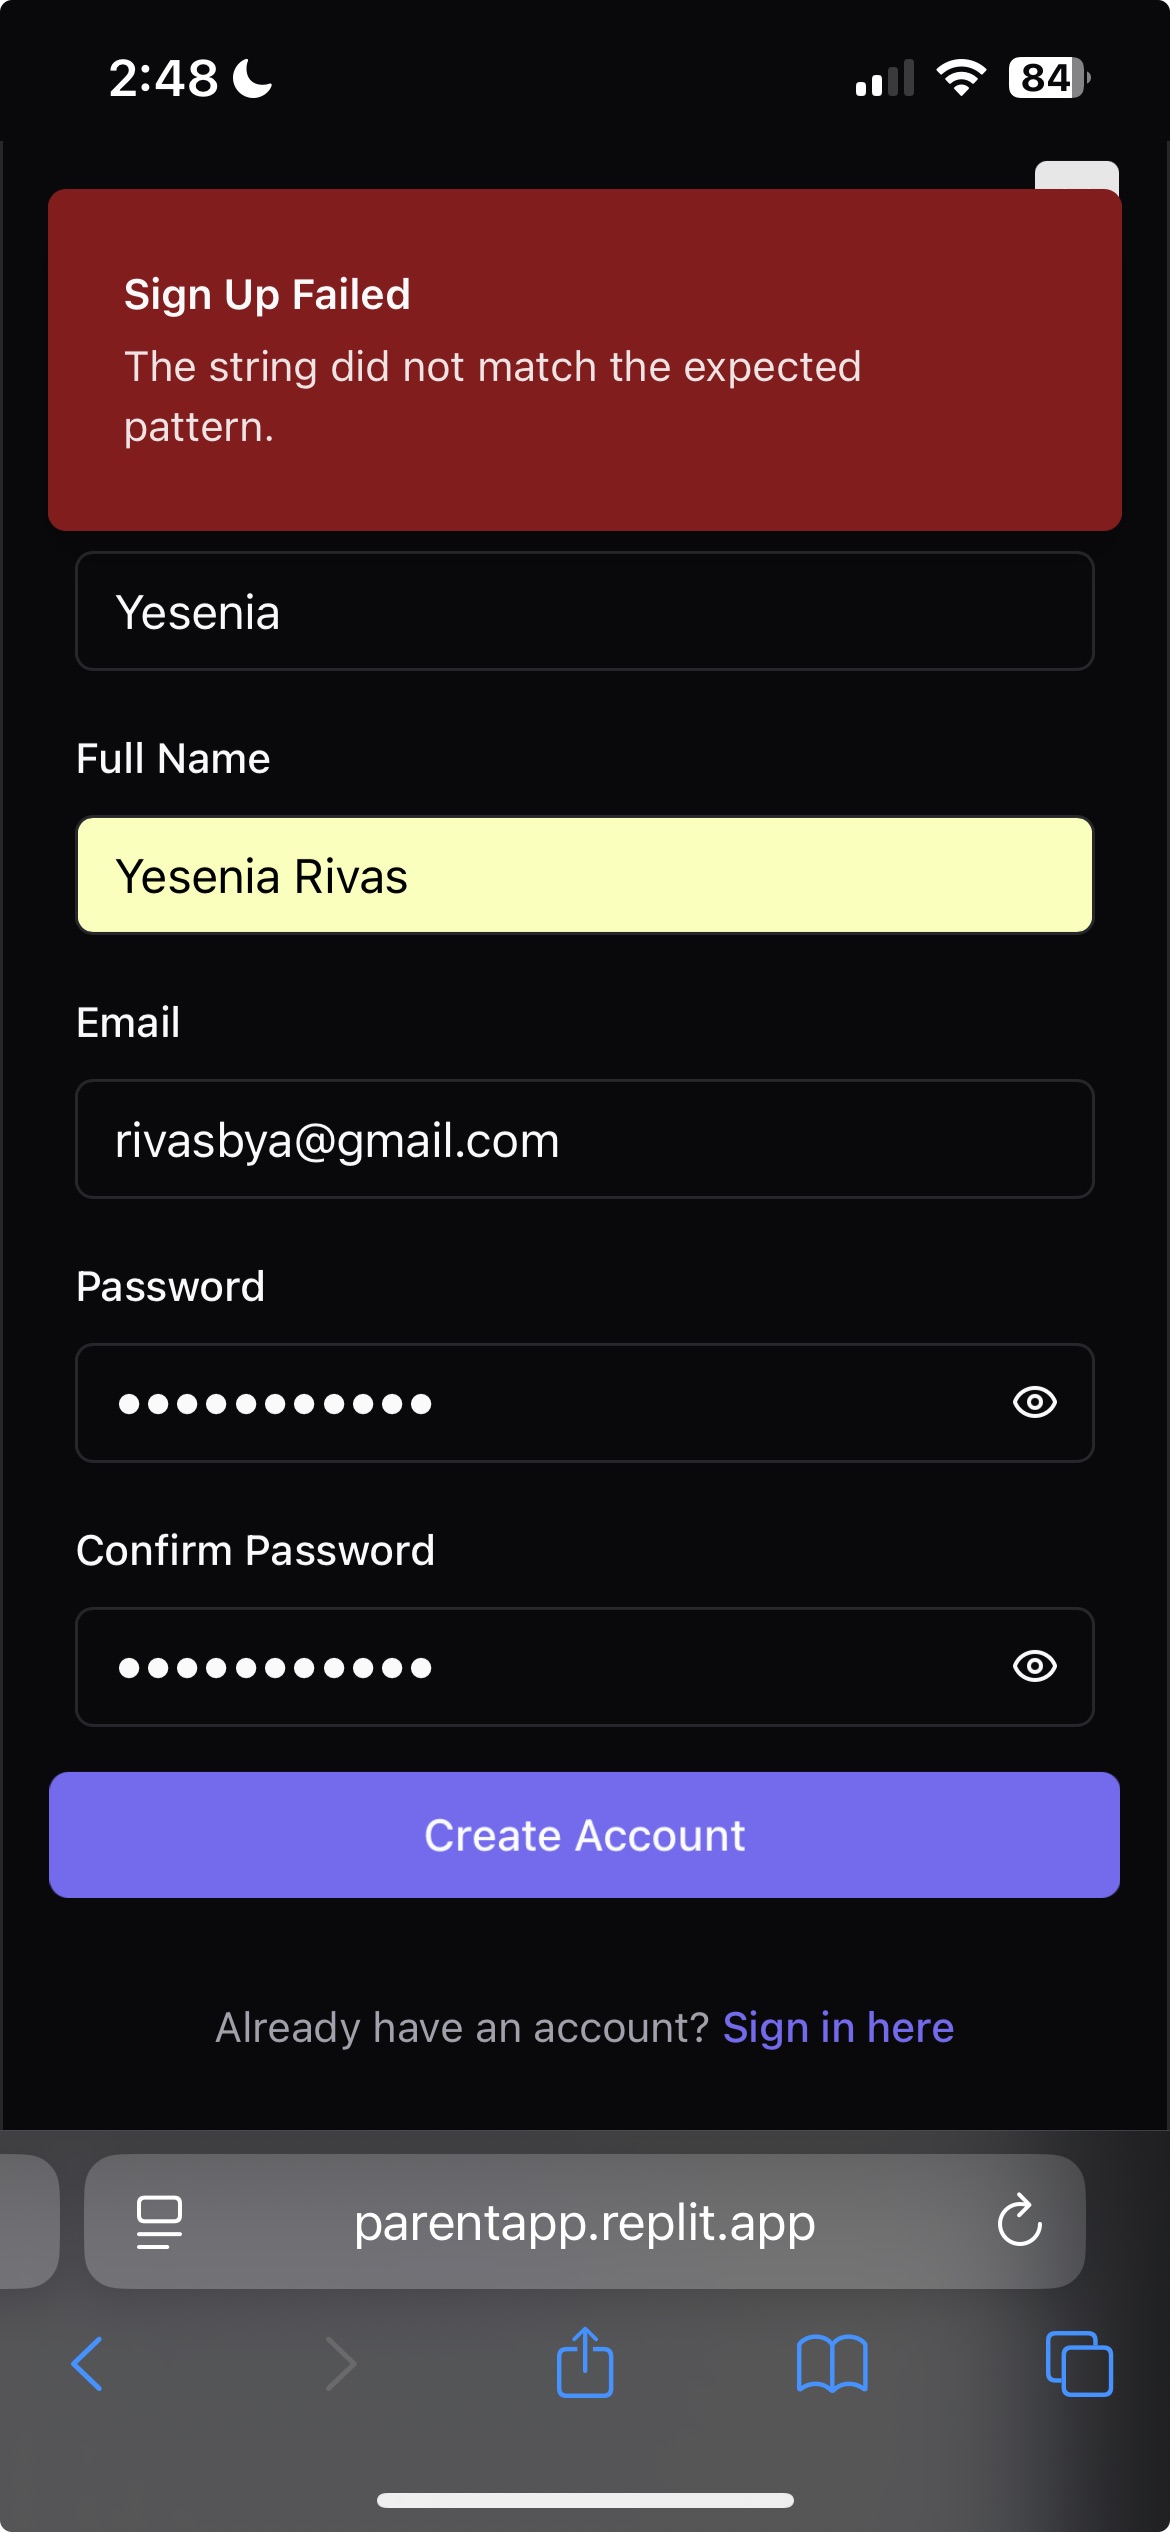 2:48
84
Sign Up Failed
The string did not match the expected
pattern.
Yesenia
Full Name
Yesenia Rivas
Email
rivasbya@gmail.com
Password
Confirm Password
Create Account
Already have an account? Sign in here
parentapp.replit.app